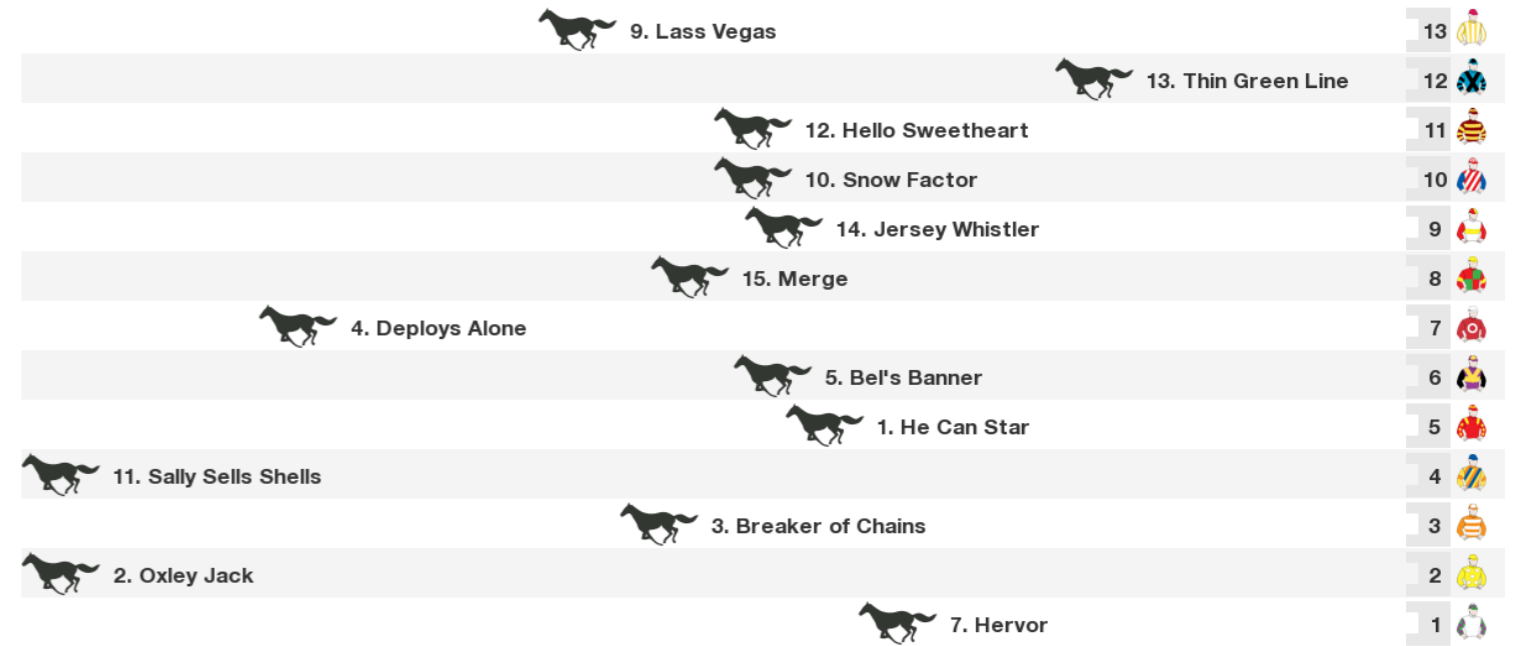 9. Lass Vegas 13
13. Thin Green Line 12
12. Hello Sweetheart 11
10. Snow Factor 10
14. Jersey Whistler 9
15. Merge 8
4. Deploys Alone 7
5. Bel's Banner 6
1. He Can Star 5
11. Sally Sells Shells 4
3. Breaker of Chains 3
2. Oxley Jack 2
7. Hervor 1